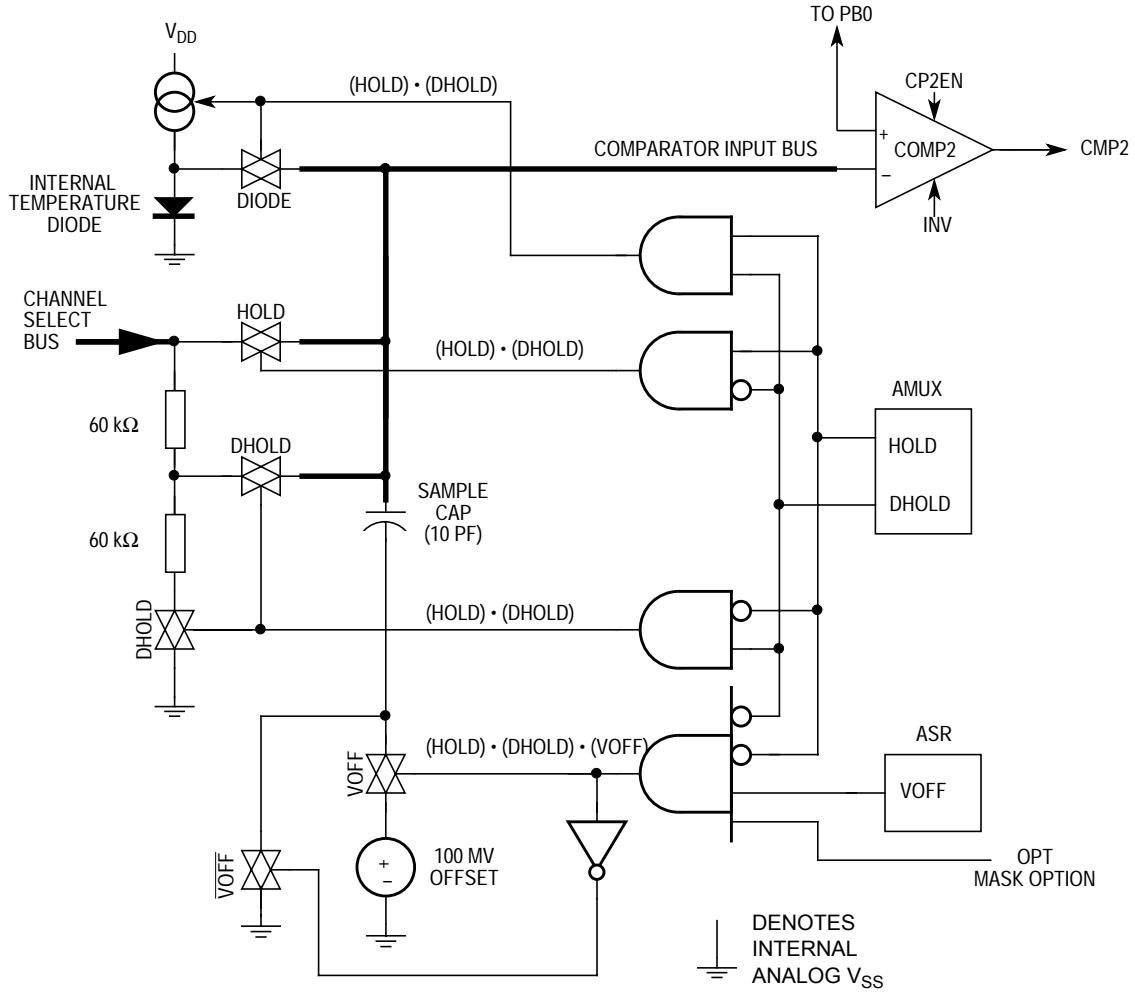 TO PB0
V_DD
(HOLD) • (DHOLD)
CP2EN
+
COMP2
−
CMP2
COMPARATOR INPUT BUS
INTERNAL
TEMPERATURE
DIODE
DIODE
INV
CHANNEL
SELECT
BUS
HOLD
(HOLD) • (DHOLD)
AMUX
HOLD
DHOLD
60 kΩ
DHOLD
SAMPLE
CAP
(10 PF)
60 kΩ
DHOLD
(HOLD) • (DHOLD)
(HOLD) • (DHOLD) • (VOFF)
ASR
VOFF
VOFF
+
−
100 MV
OFFSET
V̅O̅F̅F̅
OPT
MASK OPTION
DENOTES
INTERNAL
ANALOG V_SS